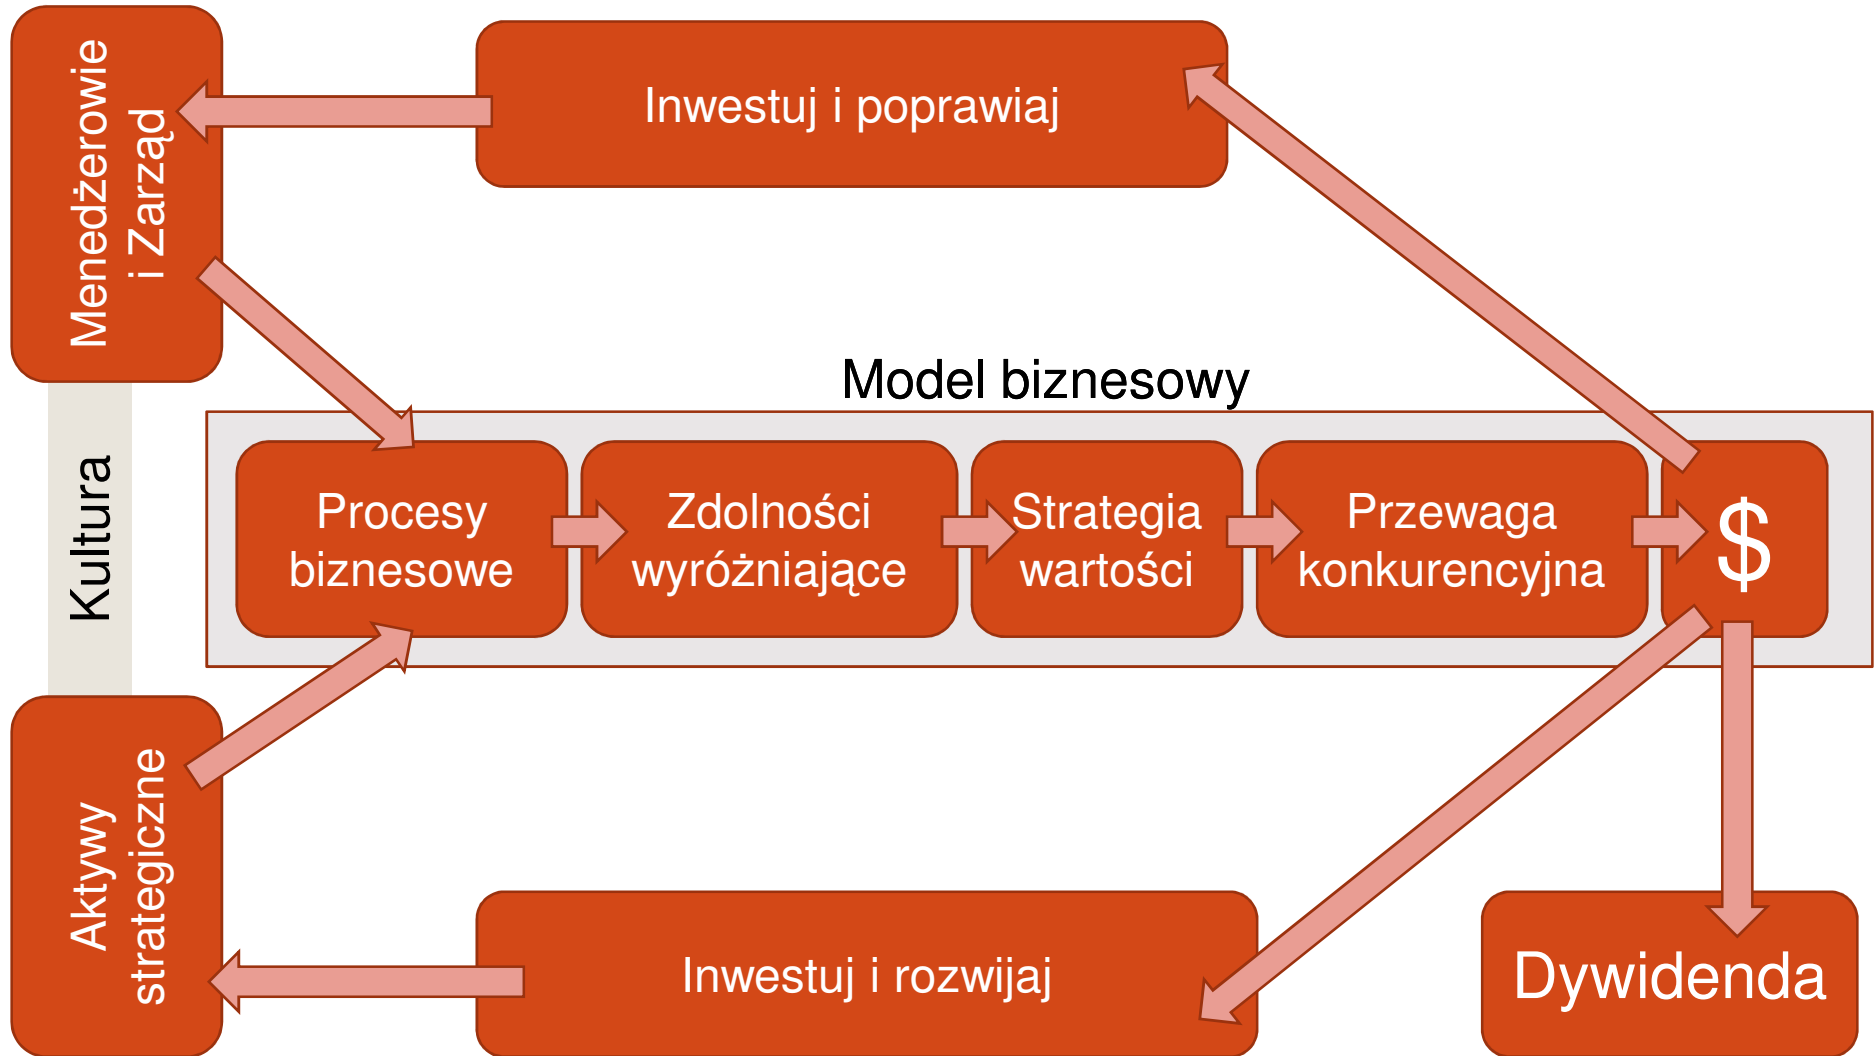 Menedżerowie
i Zarząd
Inwestuj i poprawiaj
Model biznesowy
Kultura
Procesy
biznesowe
Zdolności
wyróżniające
Strategia
wartości
Przewaga
konkurencyjna
$
Aktywy
strategiczne
Inwestuj i rozwijaj
Dywidenda